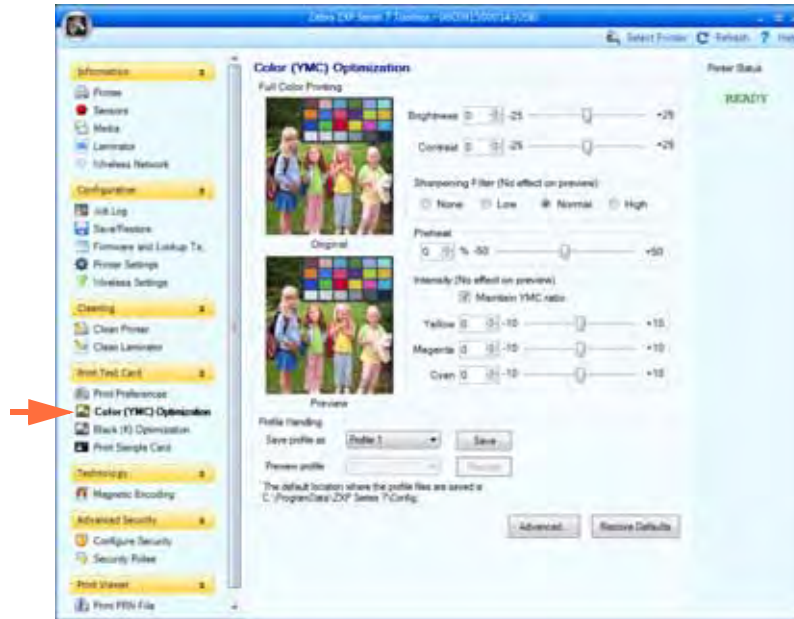 Zebra ZXP Series 7 Toolbox -
Select Printer Refresh ? Help
Information
Printer
Sensors
Media
Laminator
Wireless Network
Configuration
Job Log
Save/Restore
Firmware and Lookup Ta..
Printer Settings
Wireless Settings
Cleaning
Clean Printer
Clean Laminator
Print Test Card
Print Preferences
Color (YMC) Optimization
Black (K) Optimization
Print Sample Card
Technology
Magnetic Encoding
Advanced Security
Configure Security
Security Roles
Print Viewer
Print PRN File
Color (YMC) Optimization
Full Color Printing
Original
Preview
Brightness 0 -25 +25
Contrast 0 -25 +25
Sharpening Filter (No effect on preview)
None Low Normal High
Preheat
0 % -50 +50
Intensity (No effect on preview)
Maintain YMC ratio
Yellow 0 -10 +10
Magenta 0 -10 +10
Cyan 0 -10 +10
Profile Handling
Save profile as Profile 1 Save
Preview profile
The default location where the profile files are saved is
C:\ProgramData\ZXP Series 7\Config.
Advanced... Restore Defaults
Printer Status
READY